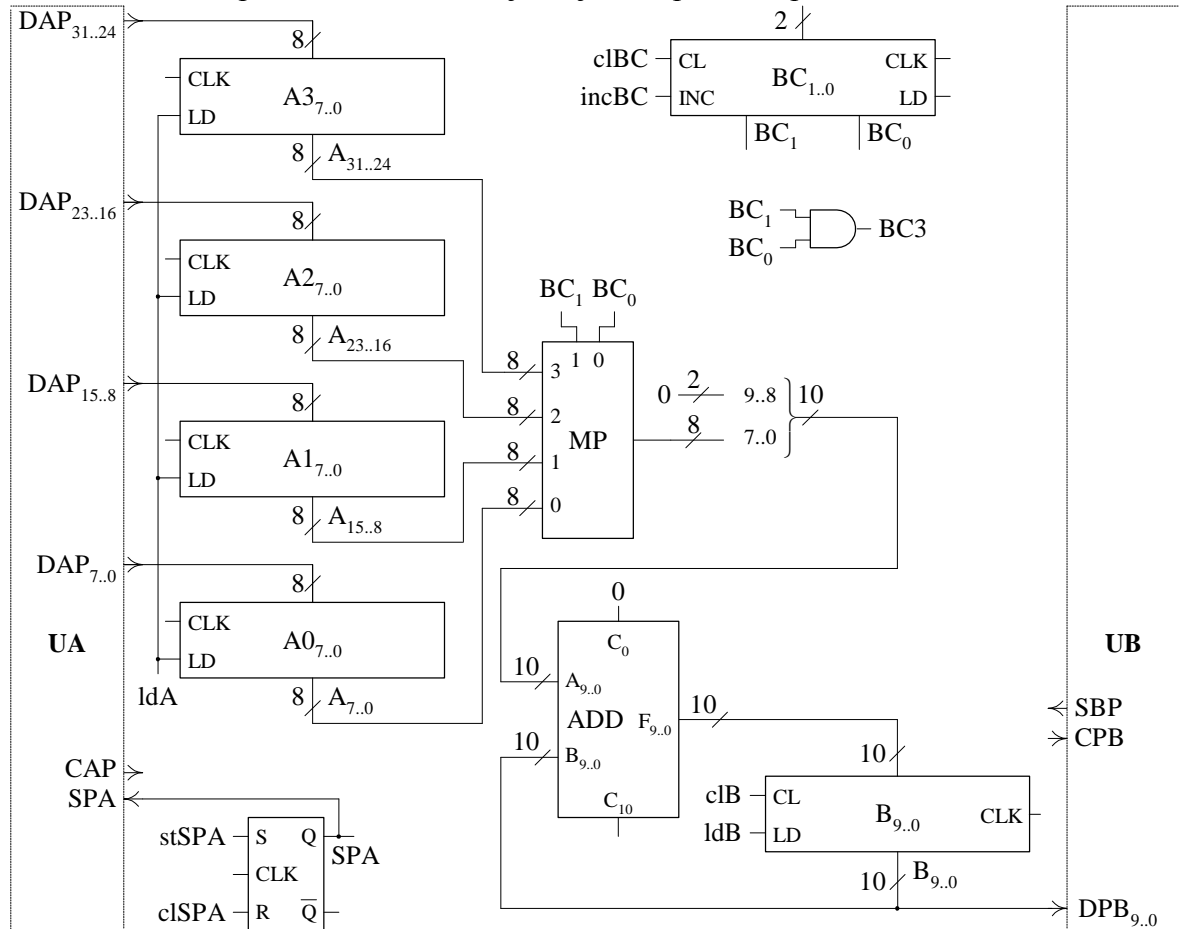 DAP31..24
8
CLK
LD
A37..0
8
A31..24
2
clBC
CL
BC1..0
CLK
incBC
INC
LD
BC1
BC0
DAP23..16
8
CLK
LD
A27..0
8
A23..16
BC1
BC0
BC3
BC1
BC0
1 0
8
3
8
2
MP
8
1
8
0
0
2
9..8
10
8
7..0
DAP15..8
8
CLK
LD
A17..0
8
A15..8
DAP7..0
8
CLK
LD
A07..0
8
A7..0
UA
ldA
0
C0
10
A9..0
ADD
F9..0
10
10
B9..0
C10
10
UB
SBP
CPB
clB
CL
B9..0
CLK
ldB
LD
10
B9..0
DPB9..0
CAP
SPA
stSPA
S
Q
SPA
CLK
clSPA
R
Q